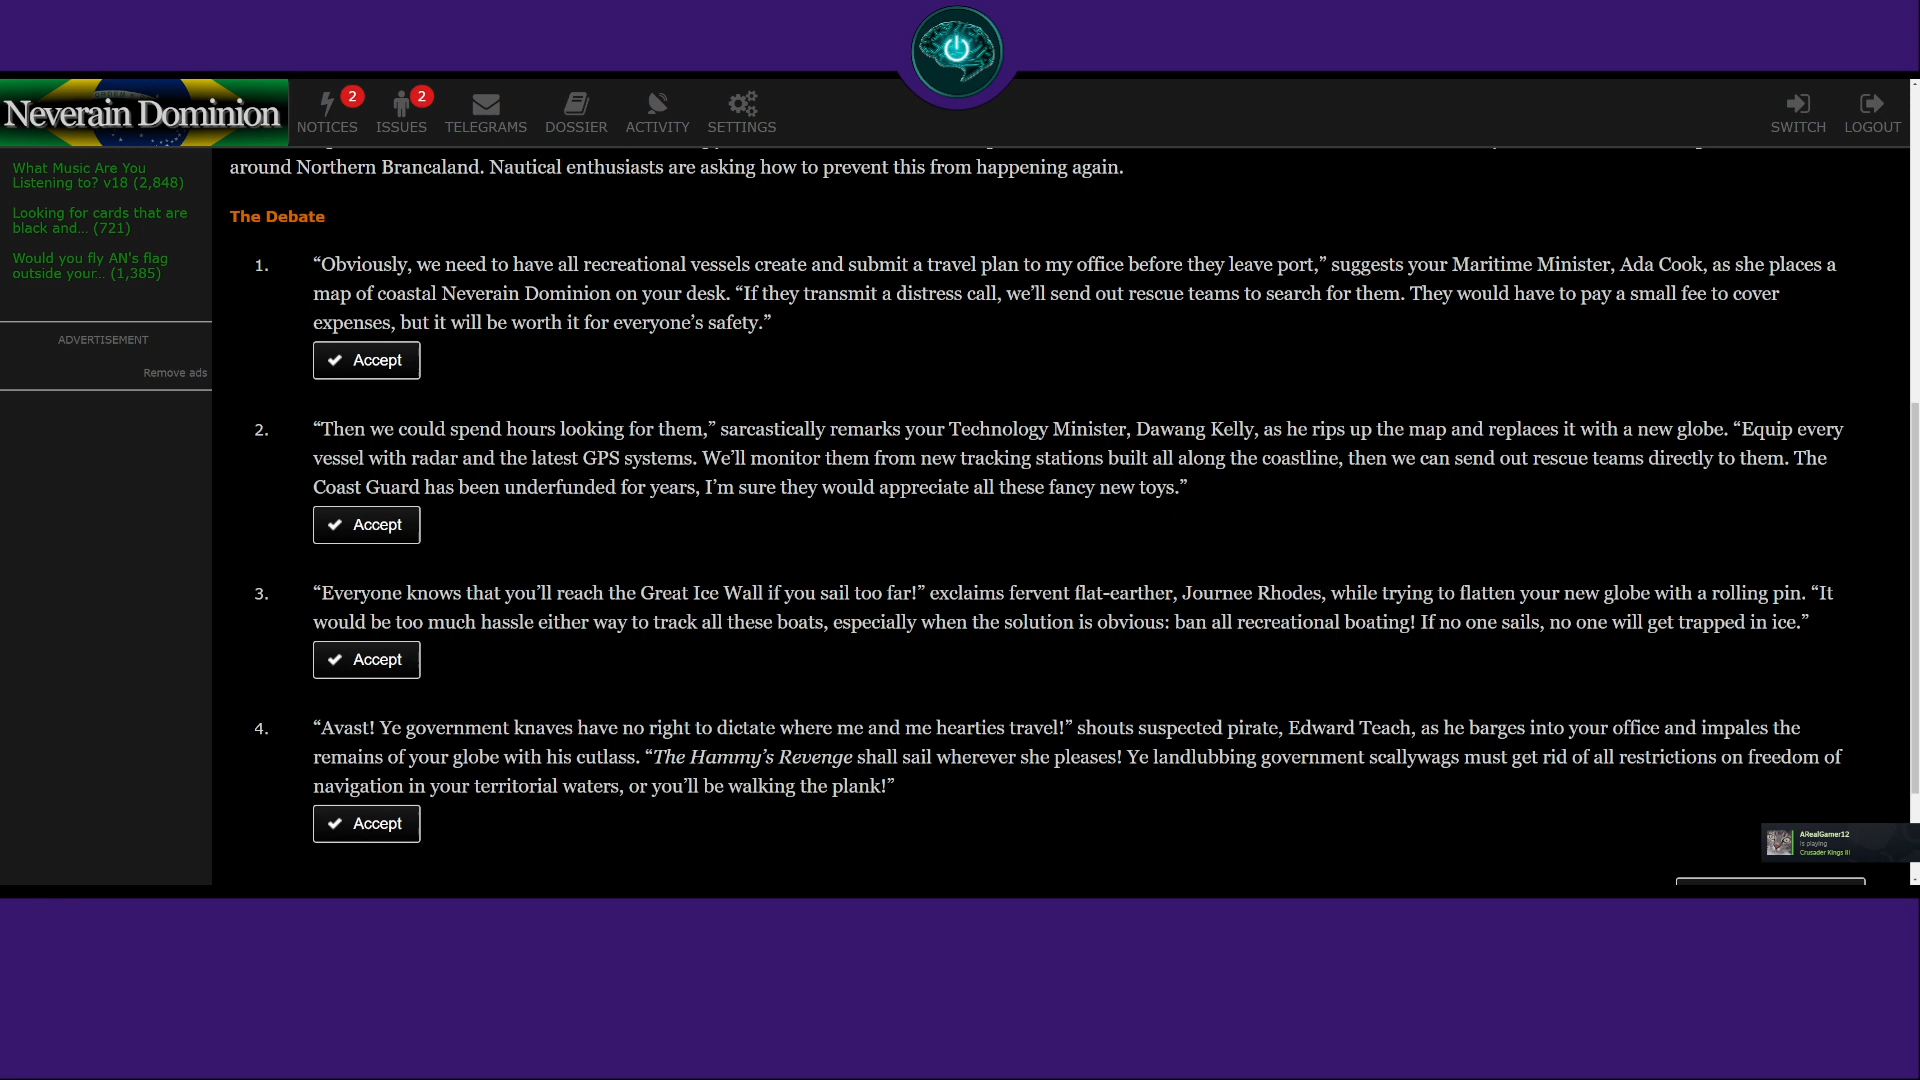 Neverain Dominion
2
NOTICES
2
ISSUES
TELEGRAMS
DOSSIER
ACTIVITY
SETTINGS
SWITCH
LOGOUT
What Music Are You
Listening to? v18 (2,848)
Looking for cards that are
black and... (721)
Would you fly AN's flag
outside your... (1,385)
ADVERTISEMENT
Remove ads
around Northern Brancaland. Nautical enthusiasts are asking how to prevent this from happening again.
The Debate
1. “Obviously, we need to have all recreational vessels create and submit a travel plan to my office before they leave port,” suggests your Maritime Minister, Ada Cook, as she places a
map of coastal Neverain Dominion on your desk. “If they transmit a distress call, we’ll send out rescue teams to search for them. They would have to pay a small fee to cover
expenses, but it will be worth it for everyone’s safety.”
Accept
2. “Then we could spend hours looking for them,” sarcastically remarks your Technology Minister, Dawang Kelly, as he rips up the map and replaces it with a new globe. “Equip every
vessel with radar and the latest GPS systems. We’ll monitor them from new tracking stations built all along the coastline, then we can send out rescue teams directly to them. The
Coast Guard has been underfunded for years, I’m sure they would appreciate all these fancy new toys.”
Accept
3. “Everyone knows that you’ll reach the Great Ice Wall if you sail too far!” exclaims fervent flat-earther, Journee Rhodes, while trying to flatten your new globe with a rolling pin. “It
would be too much hassle either way to track all these boats, especially when the solution is obvious: ban all recreational boating! If no one sails, no one will get trapped in ice.”
Accept
4. “Avast! Ye government knaves have no right to dictate where me and me hearties travel!” shouts suspected pirate, Edward Teach, as he barges into your office and impales the
remains of your globe with his cutlass. “The Hammy’s Revenge shall sail wherever she pleases! Ye landlubbing government scallywags must get rid of all restrictions on freedom of
navigation in your territorial waters, or you’ll be walking the plank!”
Accept
ARealGamer12
is playing
Crusader Kings III